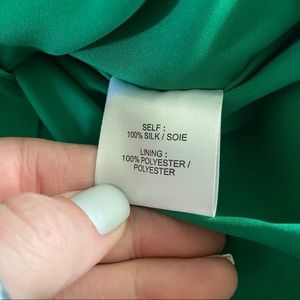 SELF :
100% SILK / SOIE
LINING :
100% POLYESTER /
POLYESTER